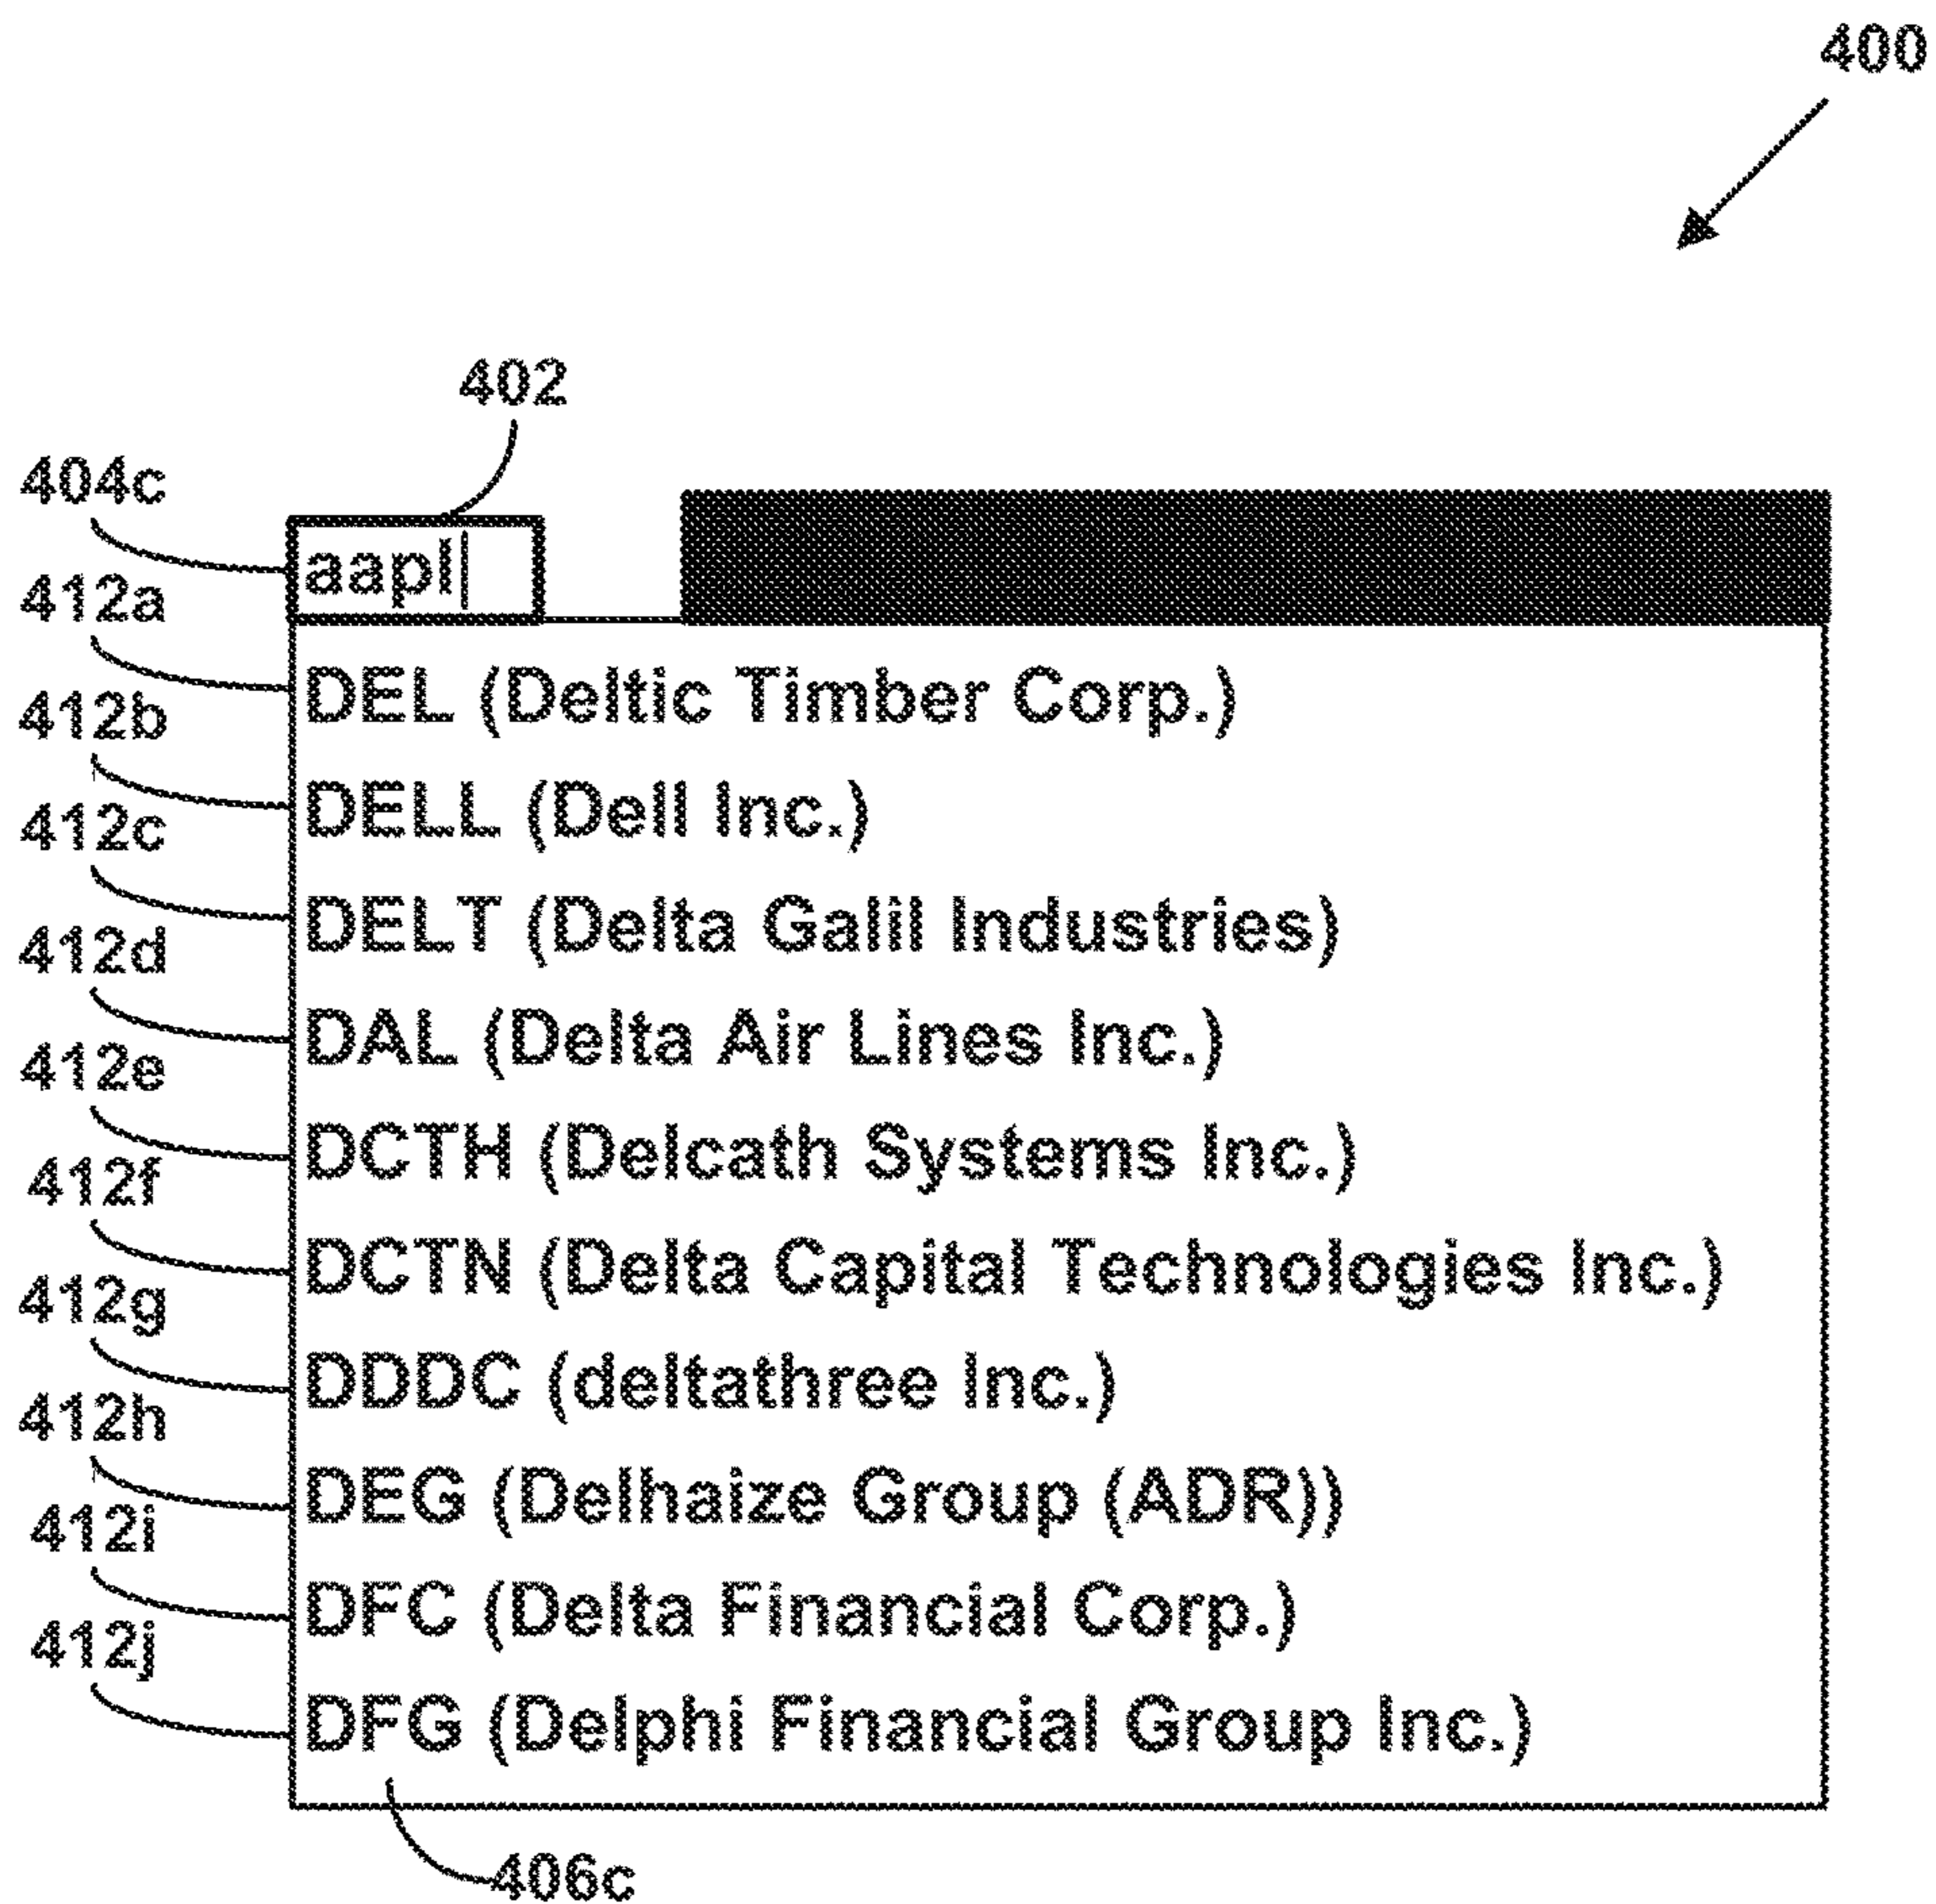 400
402
404c
aapl
412a
DEL (Deltic Timber Corp.)
412b
DELL (Dell Inc.)
412c
DELT (Delta Galil Industries)
412d
DAL (Delta Air Lines Inc.)
412e
DCTH (Delcath Systems Inc.)
412f
DCTN (Delta Capital Technologies Inc.)
412g
DDDC (deltathree Inc.)
412h
DEG (Delhaize Group (ADR))
412i
DFC (Delta Financial Corp.)
412j
DFG (Delphi Financial Group Inc.)
406c